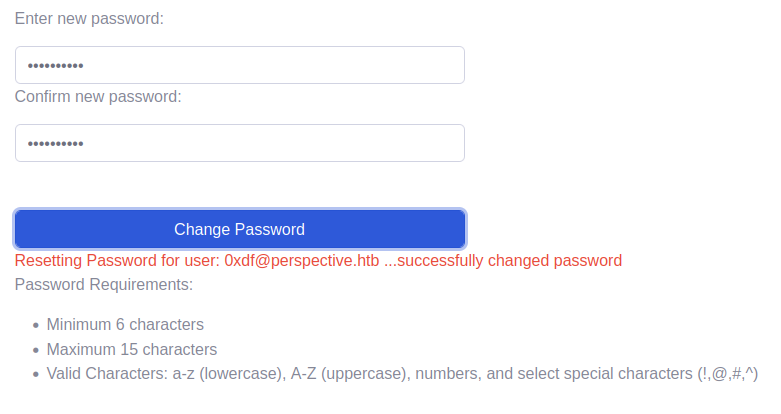 Enter new password:
••••••••••
Confirm new password:
••••••••••
Change Password
Resetting Password for user: 0xdf@perspective.htb ...successfully changed password
Password Requirements:
• Minimum 6 characters
• Maximum 15 characters
• Valid Characters: a-z (lowercase), A-Z (uppercase), numbers, and select special characters (!,@,#,^)